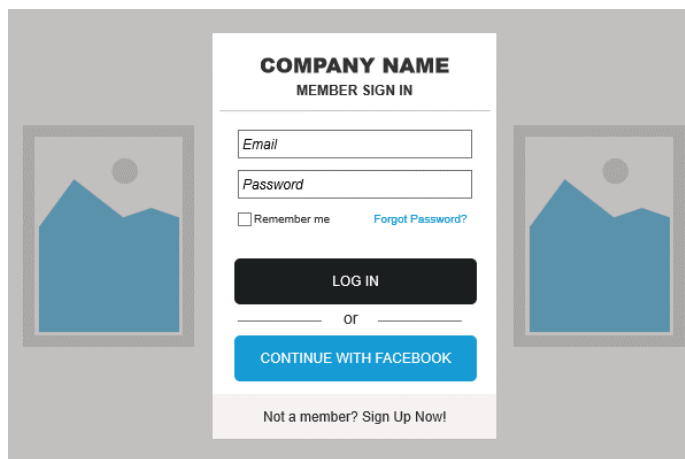 COMPANY NAME
MEMBER SIGN IN
Email
Password
Remember me Forgot Password?
LOG IN
or
CONTINUE WITH FACEBOOK
Not a member? Sign Up Now!